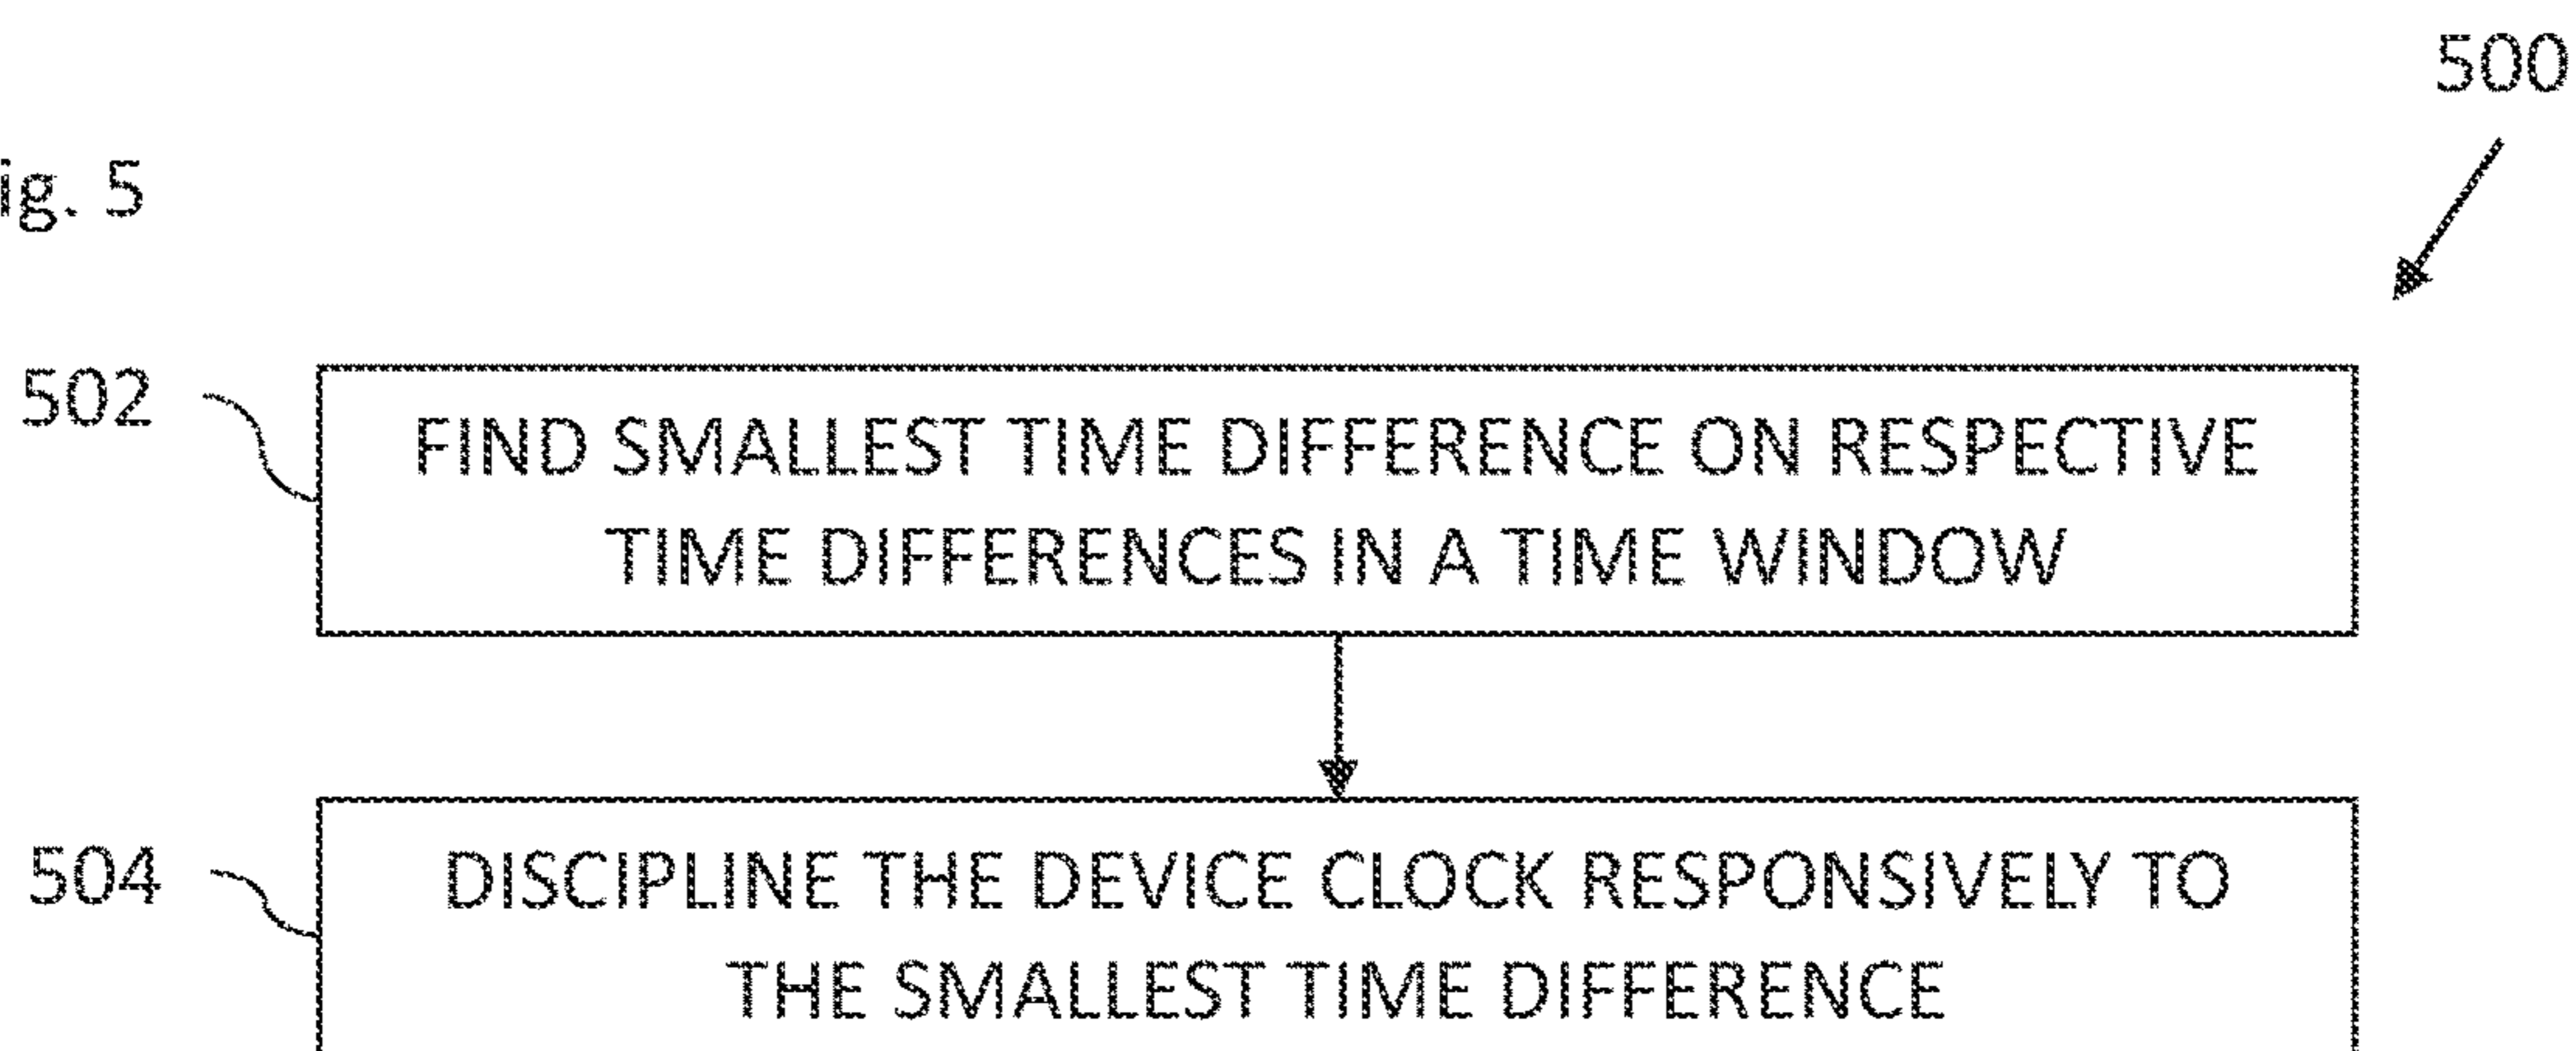 500
ig. 5
502
FIND SMALLEST TIME DIFFERENCE ON RESPECTIVE
TIME DIFFERENCES IN A TIME WINDOW
504
DISCIPLINE THE DEVICE CLOCK RESPONSIVELY TO
THE SMALLEST TIME DIFFERENCE